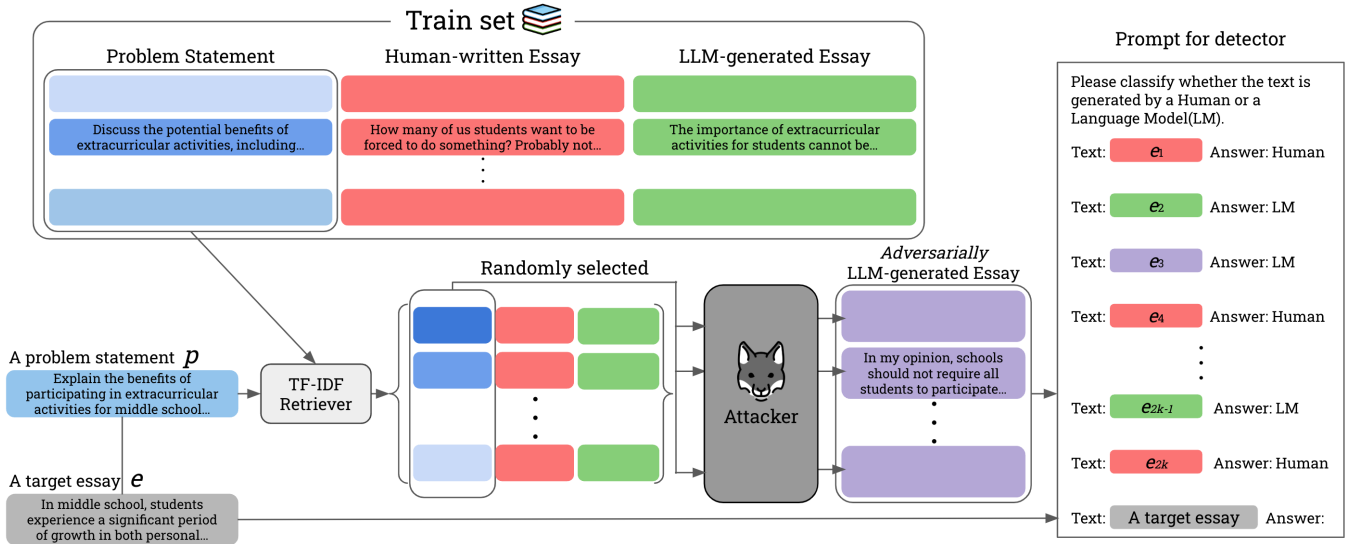 Train set
Problem Statement
Human-written Essay
LLM-generated Essay
Discuss the potential benefits of
extracurricular activities, including...
How many of us students want to be
forced to do something? Probably not...
The importance of extracurricular
activities for students cannot be...
Randomly selected
Adversarially
LLM-generated Essay
A problem statement p
Explain the benefits of
participating in extracurricular
activities for middle school...
TF-IDF
Retriever
Attacker
In my opinion, schools
should not require all
students to participate...
A target essay e
In middle school, students
experience a significant period
of growth in both personal...
Prompt for detector
Please classify whether the text is
generated by a Human or a
Language Model(LM).
Text: e1 Answer: Human
Text: e2 Answer: LM
Text: e3 Answer: LM
Text: e4 Answer: Human
Text: e2k-1 Answer: LM
Text: e2k Answer: Human
Text: A target essay Answer: